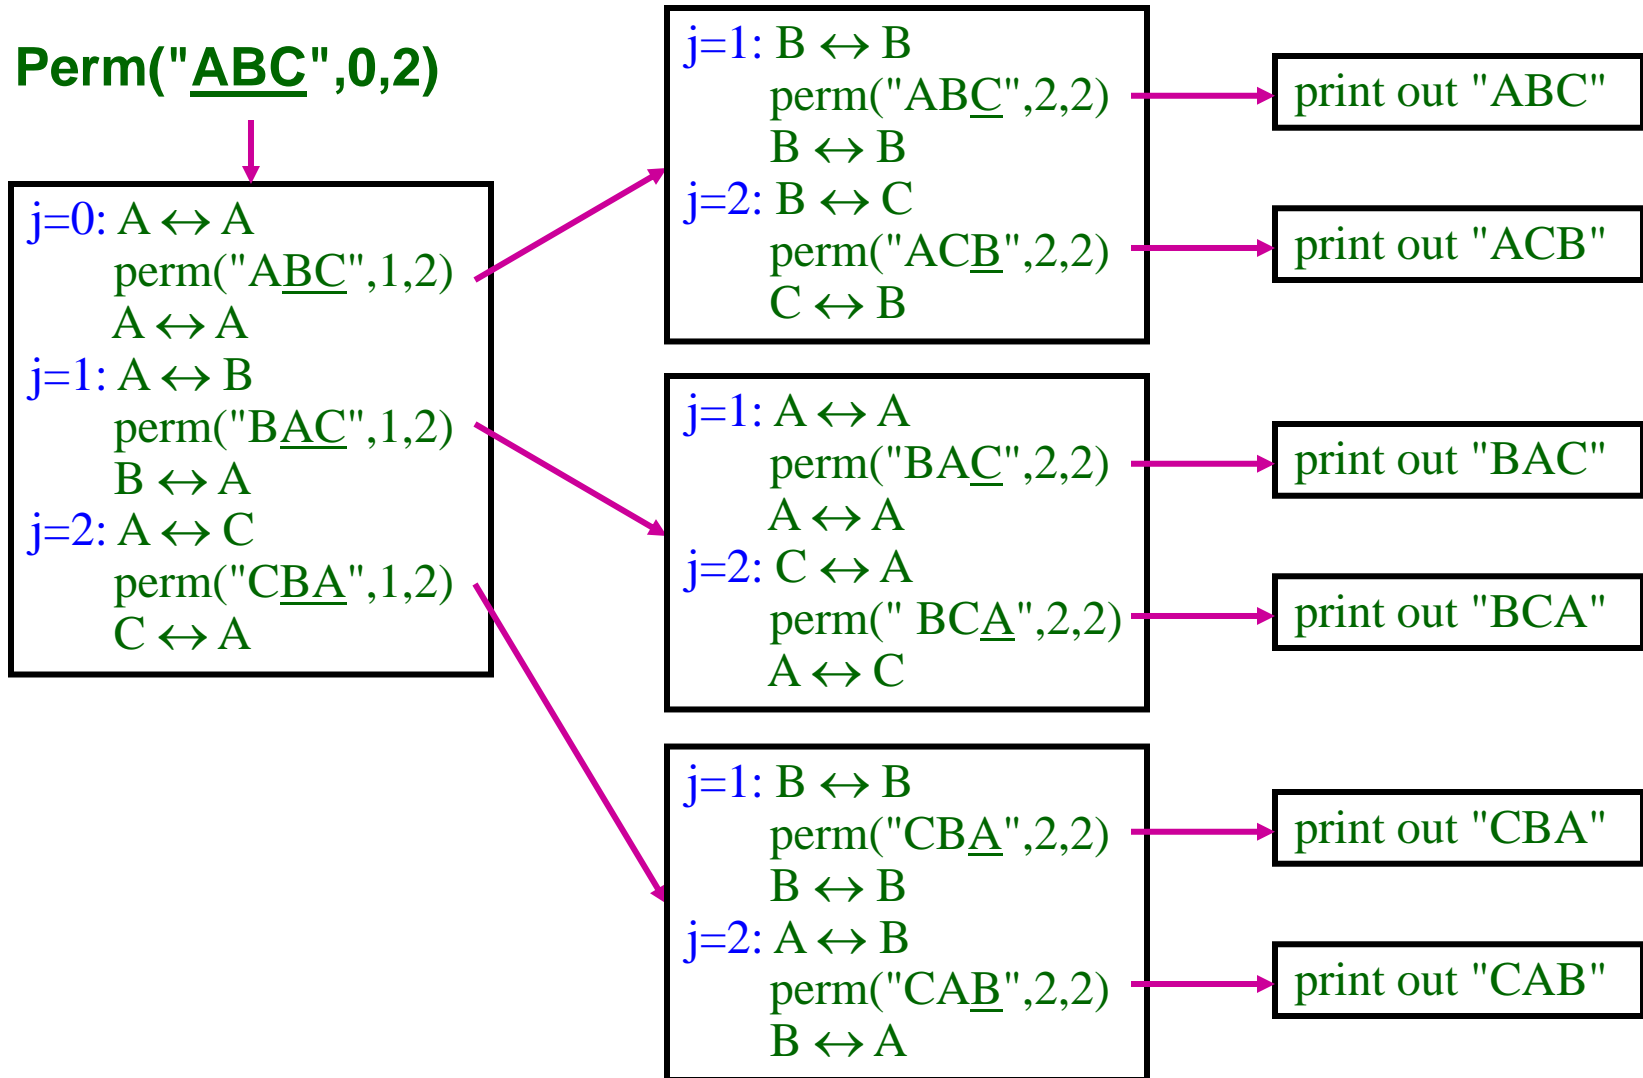 Perm("ABC",0,2)
j=0: A ↔ A
perm("ABC",1,2)
A ↔ A
j=1: A ↔ B
perm("BAC",1,2)
B ↔ A
j=2: A ↔ C
perm("CBA",1,2)
C ↔ A
j=1: B ↔ B
perm("ABC",2,2)
B ↔ B
j=2: B ↔ C
perm("ACB",2,2)
C ↔ B
j=1: A ↔ A
perm("BAC",2,2)
A ↔ A
j=2: C ↔ A
perm(" BCA",2,2)
A ↔ C
j=1: B ↔ B
perm("CBA",2,2)
B ↔ B
j=2: A ↔ B
perm("CAB",2,2)
B ↔ A
print out "ABC"
print out "ACB"
print out "BAC"
print out "BCA"
print out "CBA"
print out "CAB"